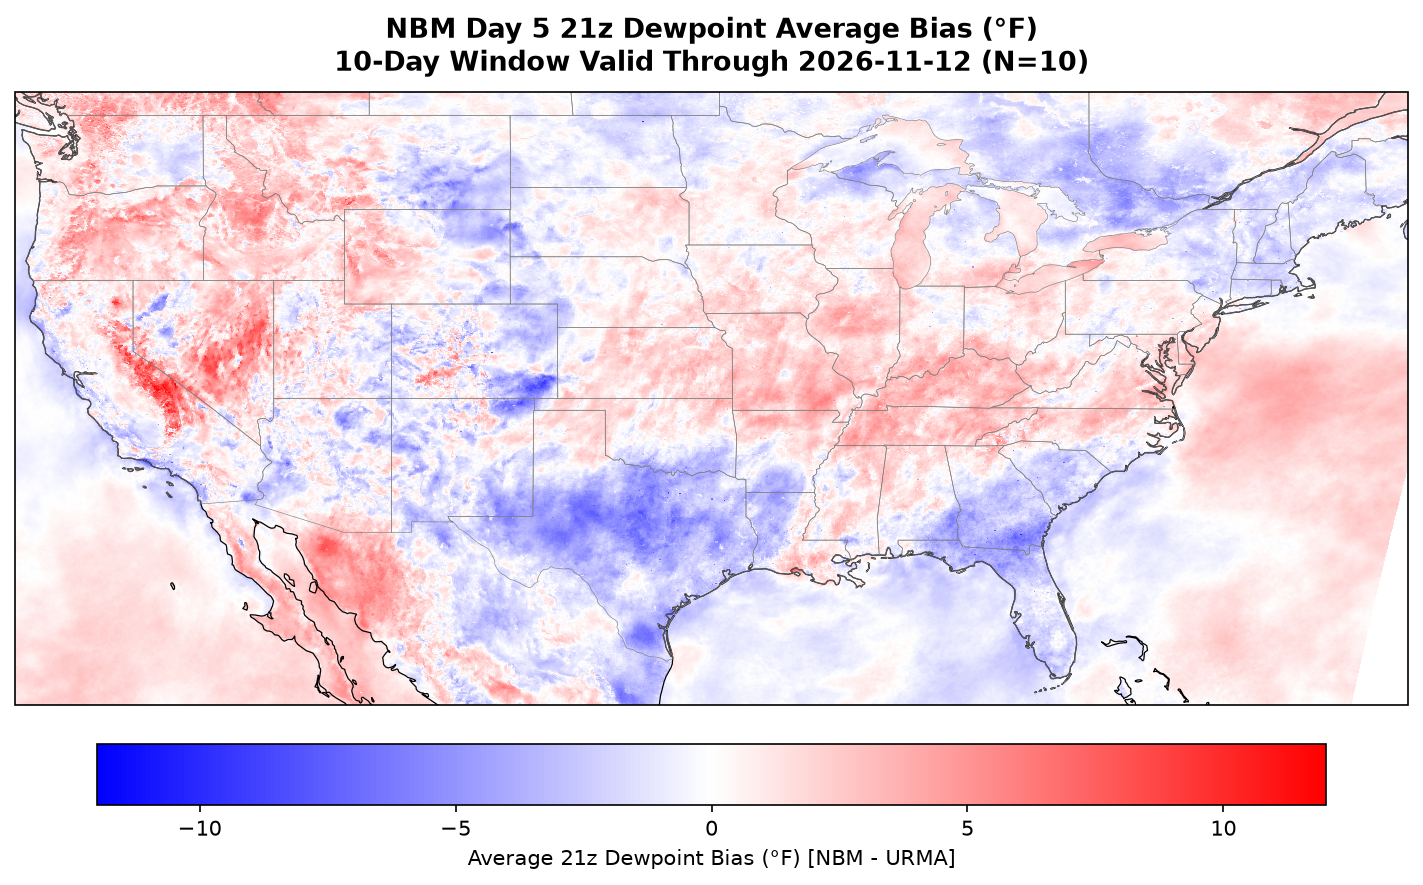 NBM Day 5 21z Dewpoint Average Bias (°F)
10-Day Window Valid Through 2026-11-12 (N=10)
−10 −5 0 5 10
Average 21z Dewpoint Bias (°F) [NBM - URMA]